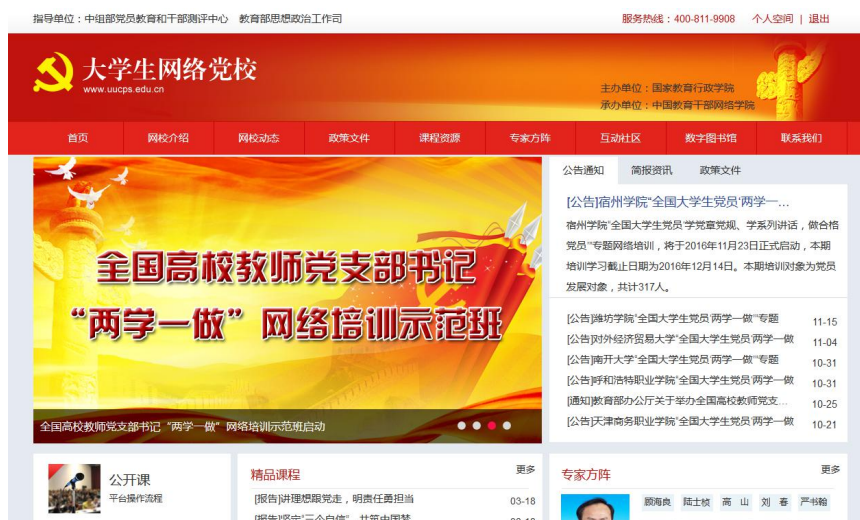 指导单位：中组部党员教育和干部测评中心 教育部思想政治工作司
服务热线：400-811-9908 个人空间 | 退出
大学生网络党校
www.uucps.edu.cn
主办单位：国家教育行政学院
承办单位：中国教育干部网络学院
首页 网校介绍 网校动态 政策文件 课程资源 专家方阵 互动社区 数字图书馆 联系我们
全国高校教师党支部书记
“两学一做”网络培训示范班
全国高校教师党支部书记“两学一做”网络培训示范班启动
公告通知 简报资讯 政策文件
[公告]宿州学院“全国大学生党员‘两学一...
宿州学院“全国大学生党员‘学党章党规、学系列讲话，做合格
党员’”专题网络培训，将于2016年11月23日正式启动，本期
培训学习截止日期为2016年12月14日。本期培训对象为党员
发展对象，共计317人。
[公告]潍坊学院“全国大学生党员‘两学一做’”专题 11-15
[公告]对外经济贸易大学“全国大学生党员‘两学一做 11-04
[公告]南开大学“全国大学生党员‘两学一做’”专题 10-31
[公告]呼和浩特职业学院“全国大学生党员‘两学一做 10-31
[通知]教育部办公厅关于举办全国高校教师党支... 10-25
[公告]天津商务职业学院“全国大学生党员‘两学一做 10-21
公开课
平台操作流程
精品课程 更多
[报告]讲理想跟党走，明责任勇担当 03-18
专家方阵 更多
顾海良 陆士桢 高 山 刘 春 严书翰